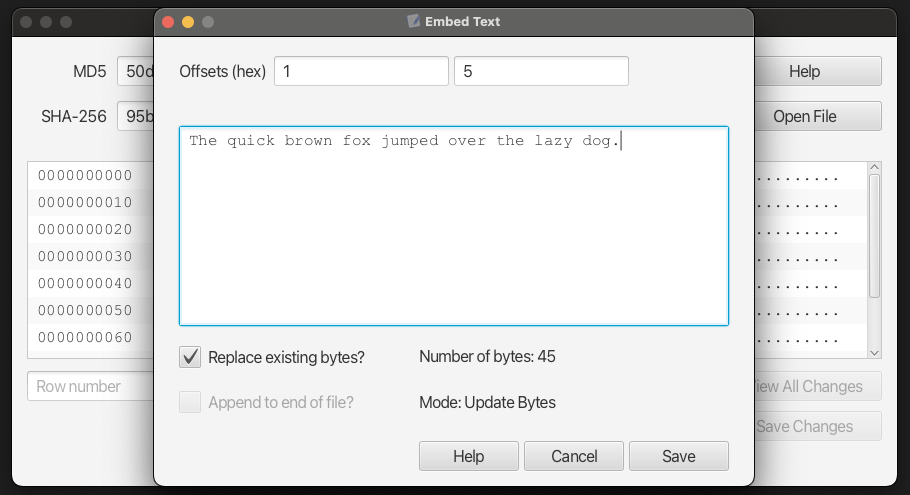 Embed Text
MD5 50d
Offsets (hex) 1 5
Help
SHA-256 95b
Open File
The quick brown fox jumped over the lazy dog.
0000000000 .........
0000000010 .........
0000000020 .........
0000000030 .........
0000000040 .........
0000000050 .........
0000000060 .........
Replace existing bytes? Number of bytes: 45
Row number
All Changes
Append to end of file? Mode: Update Bytes
Save Changes
Help Cancel Save